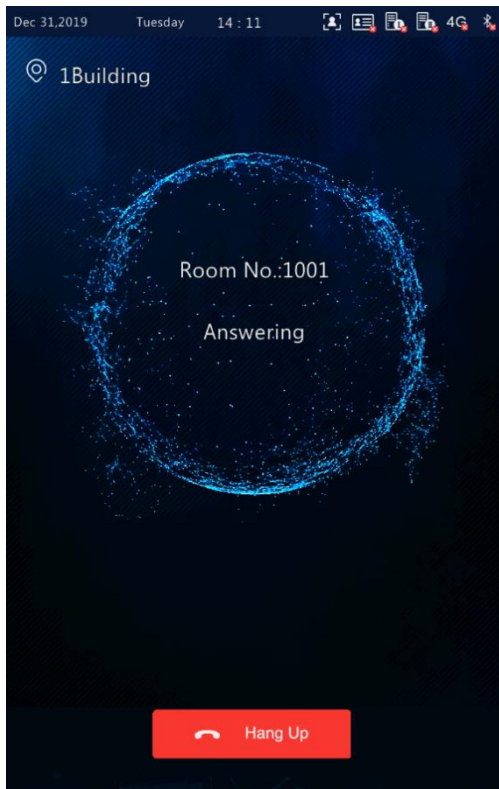 Dec 31,2019 Tuesday 14 : 11 4G
1Building
Room No.:1001
Answering
Hang Up